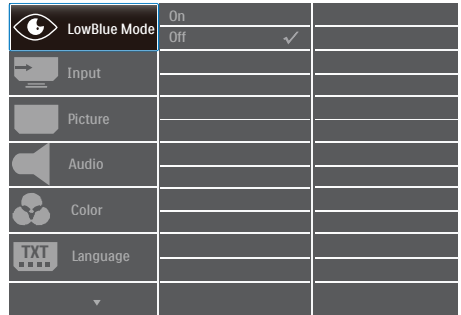 LowBlue Mode
On
Off
Input
Picture
Audio
Color
TXT
Language